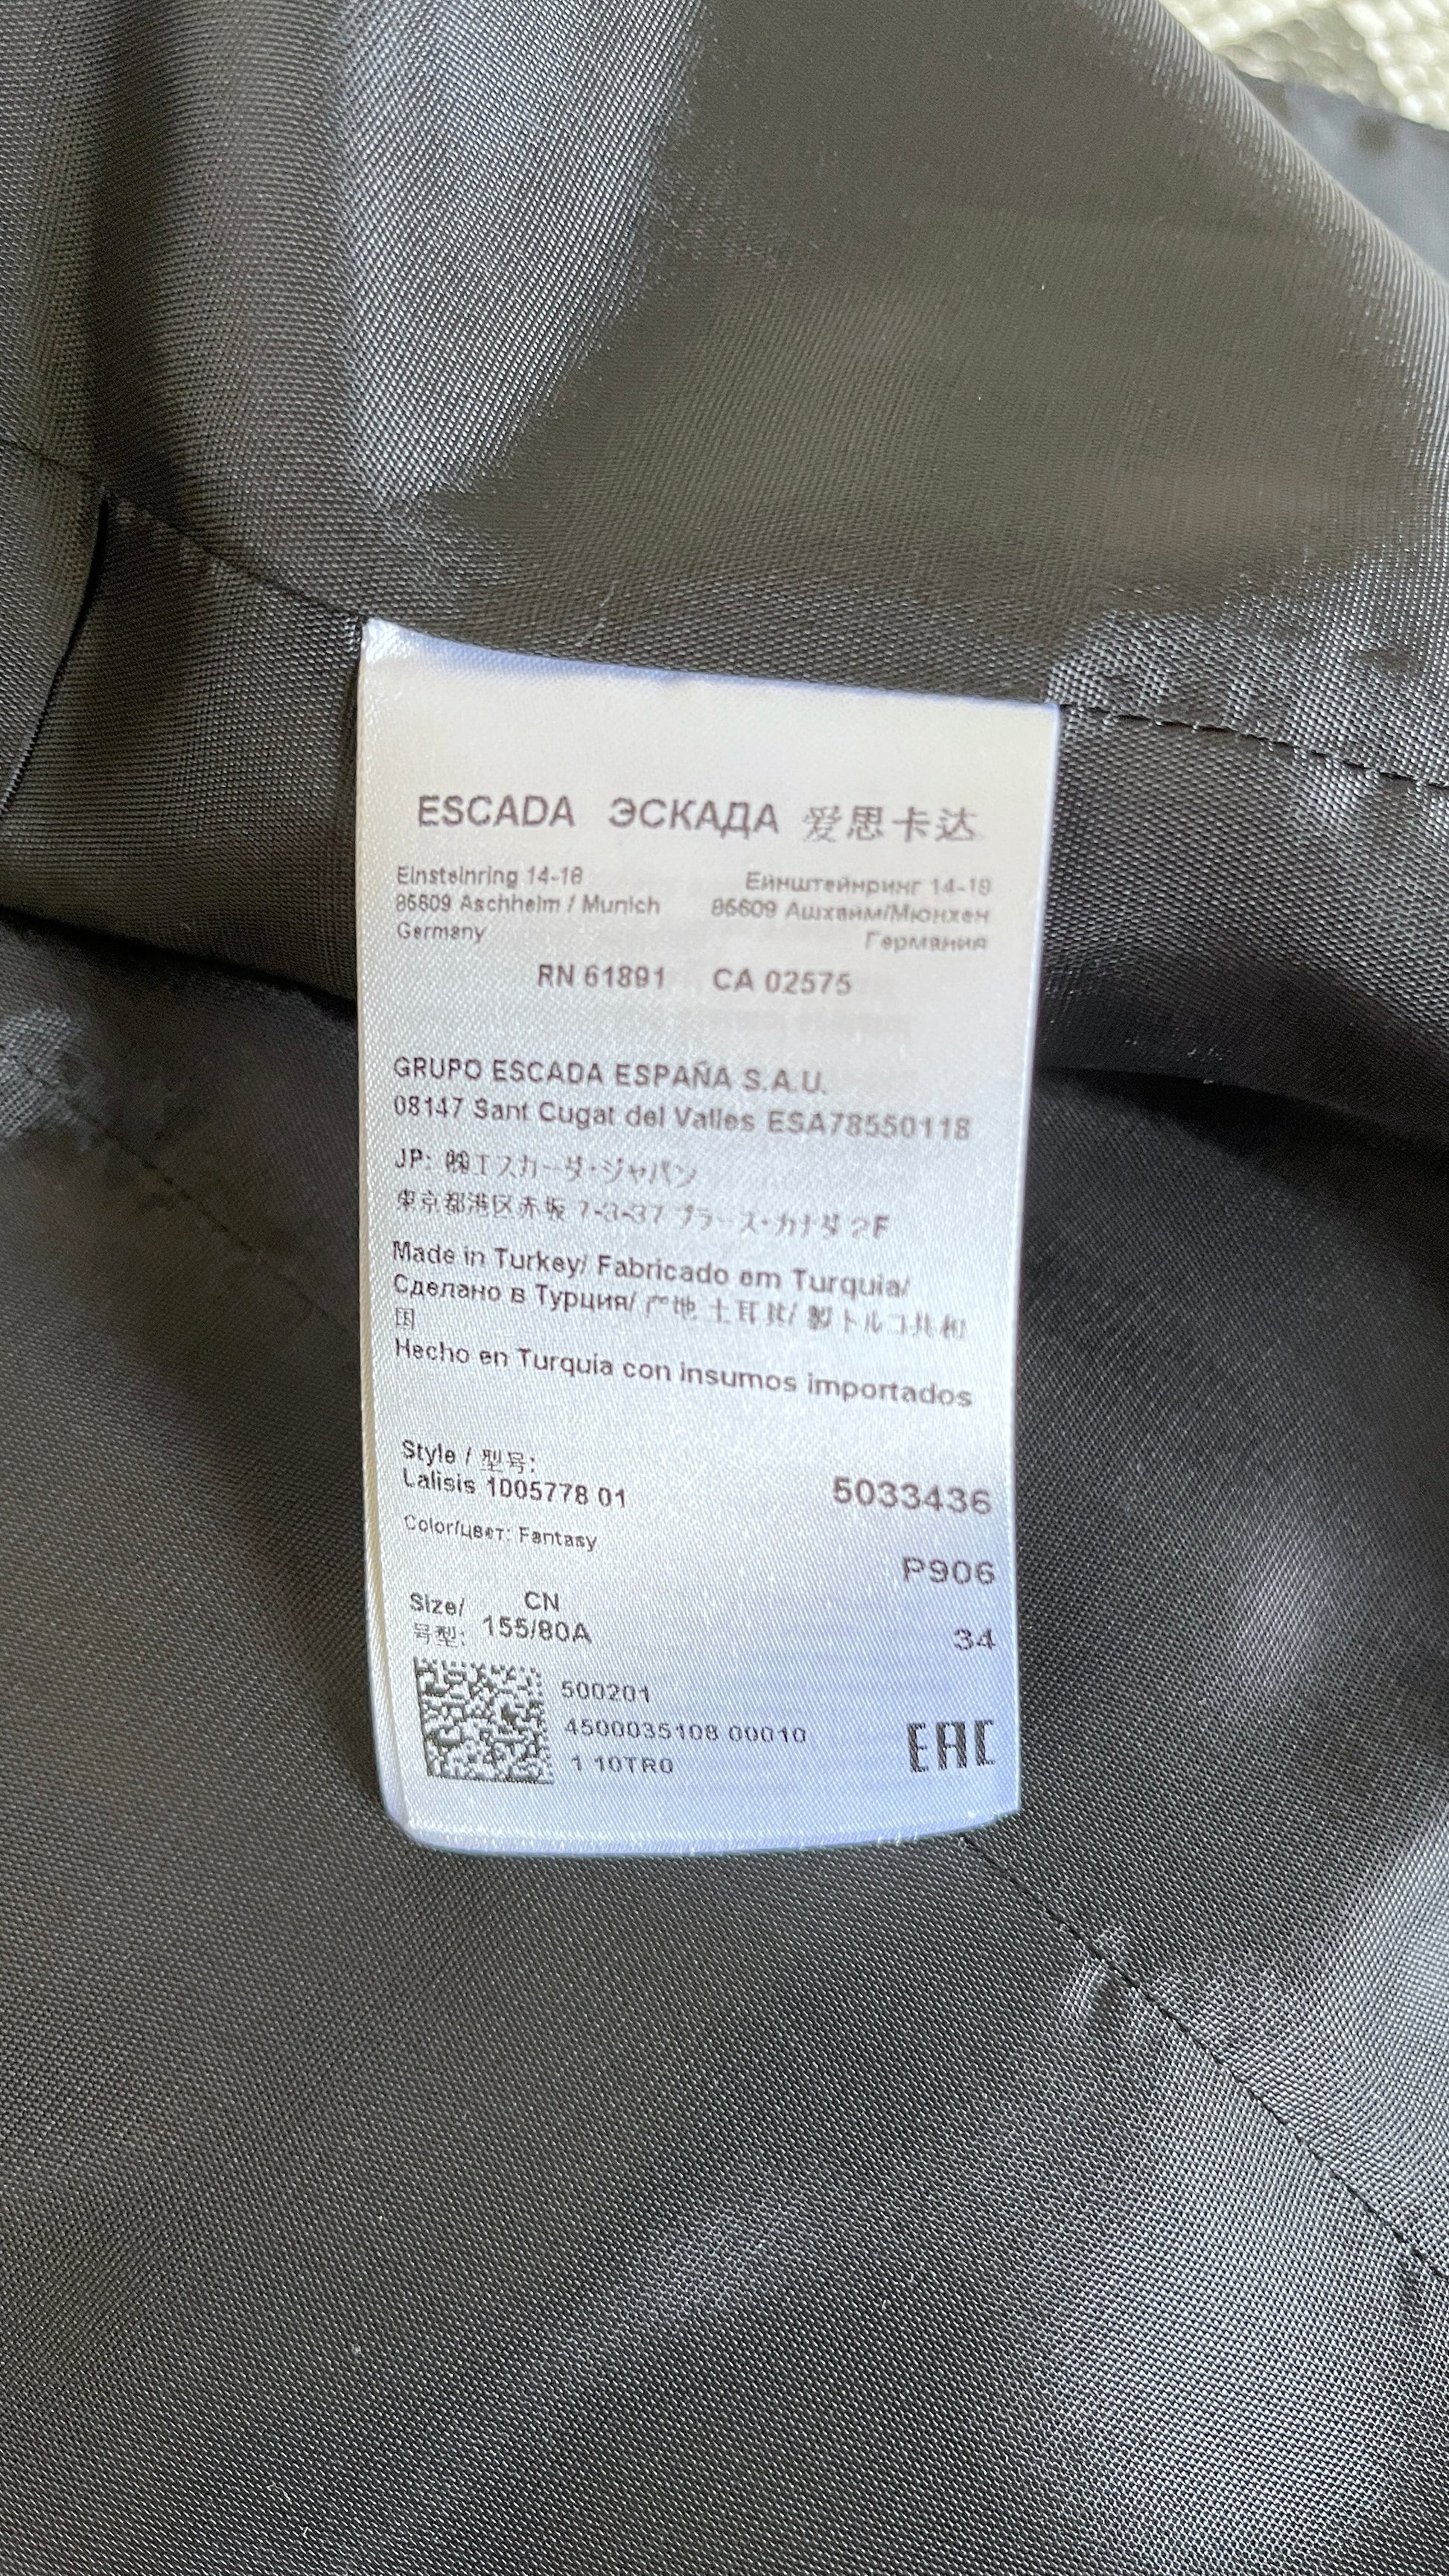 ESCADA ЭСКАДА 爱思卡达
Einsteinring 14-18 Ейнштейнринг 14-18
85609 Aschheim / Munich 85609 Ашхайм/Мюнхен
Germany Германия
RN 61891 CA 02575
GRUPO ESCADA ESPAÑA S.A.U.
08147 Sant Cugat del Valles ESA78550118
JP: ㈱エスカーダ・ジャパン
東京都港区赤坂 7-3-37 プラース・カナダ 2F
Made in Turkey/ Fabricado em Turquia/
Сделано в Турция/ 产地 土耳其/ 製トルコ共和
国
Hecho en Turquía con insumos importados
Style / 型号:
Lalisis 1005778 01 5033436
Color/цвет: Fantasy
P906
Size/ CN
号型: 155/80A 34
500201
4500035108 00010
1 10TR0
EAC